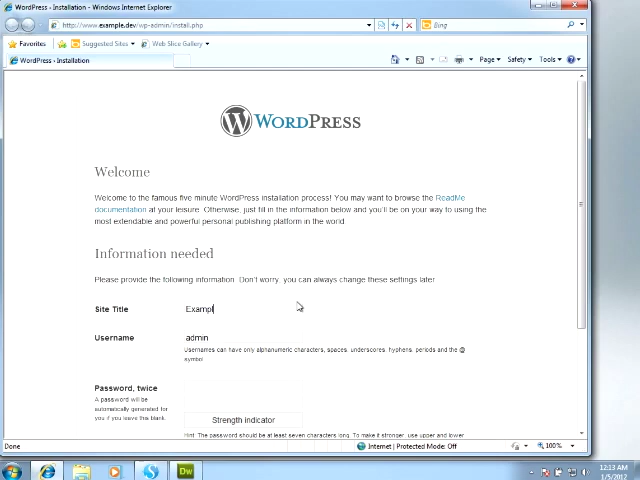 WordPress › Installation - Windows Internet Explorer
http://www.example.dev/wp-admin/install.php
Bing
Favorites
Suggested Sites
Web Slice Gallery
WordPress › Installation
Page
Safety
Tools
WORDPRESS
Welcome
Welcome to the famous five minute WordPress installation process! You may want to browse the ReadMe
documentation at your leisure. Otherwise, just fill in the information below and you'll be on your way to using the
most extendable and powerful personal publishing platform in the world
Information needed
Please provide the following information. Don't worry, you can always change these settings later
Site Title
Exampl
Username
admin
Usernames can have only alphanumeric characters, spaces, underscores, hyphens, periods and the @
symbol
Password, twice
A password will be
automatically generated for
you if you leave this blank.
Strength indicator
Hint: The password should be at least seven characters long. To make it stronger, use upper and lower
Done
Internet | Protected Mode: Off
100%
Dw
12:13 AM
1/5/2012